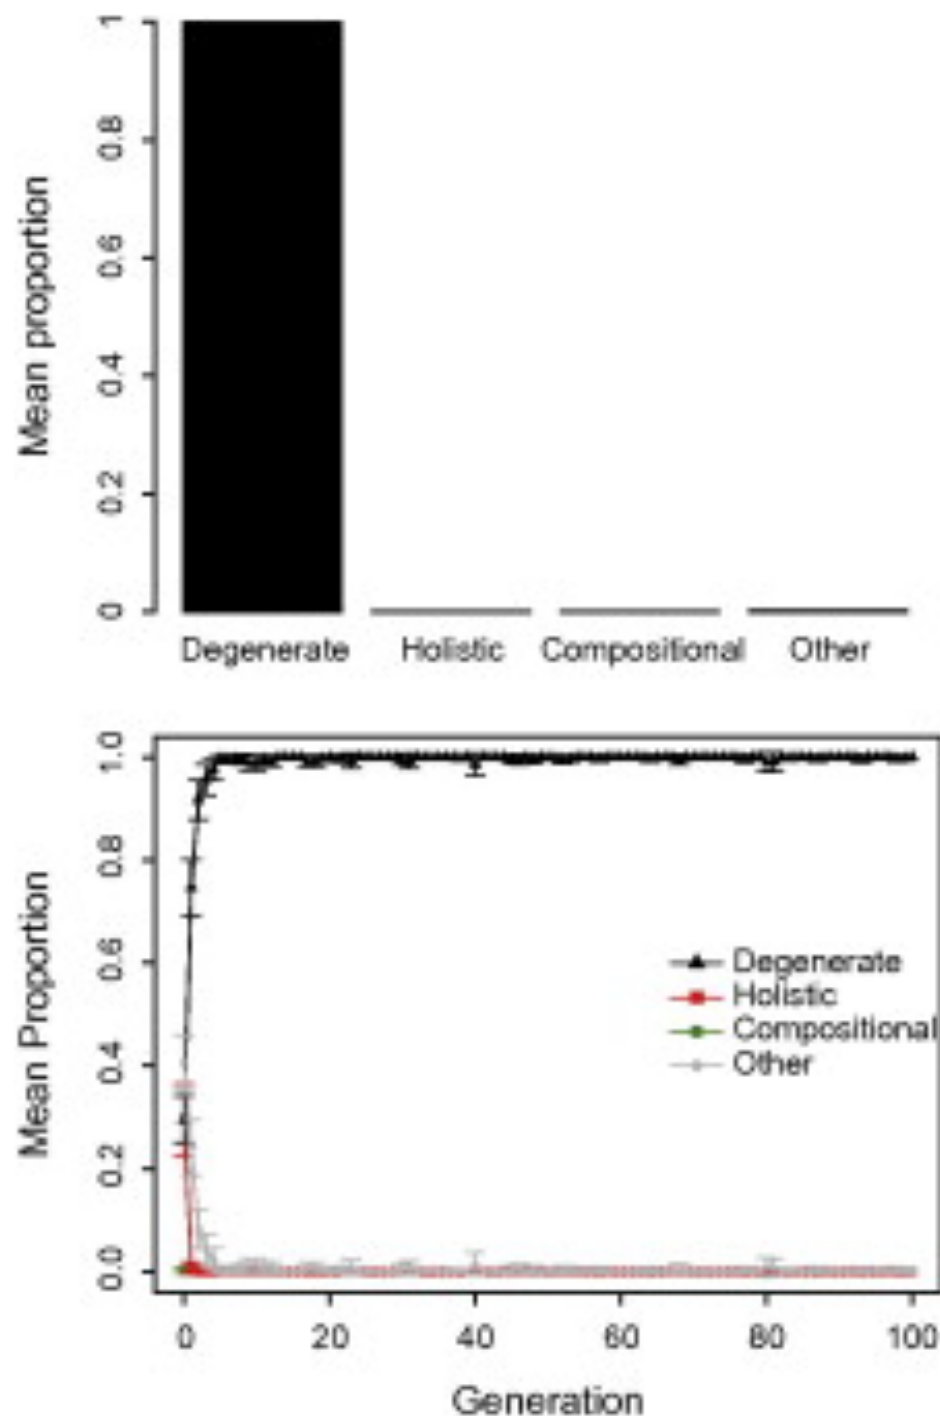 Mean proportion
1
0.8
0.6
0.4
0.2
0
Degenerate Holistic Compositional Other
Mean Proportion
1.0
0.8
0.6
0.4
0.2
0.0
Degenerate
Holistic
Compositional
Other
0 20 40 60 80 100
Generation